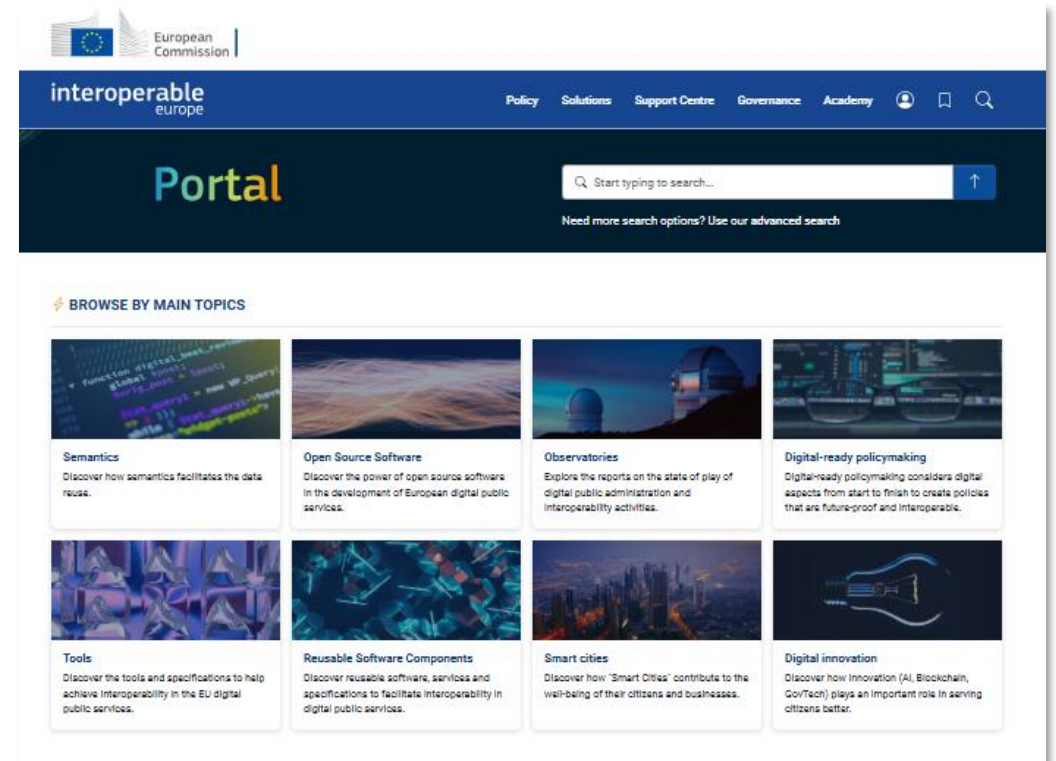 European
Commission
interoperable
europe
Policy Solutions Support Centre Governance Academy
Portal
Start typing to search...
Need more search options? Use our advanced search
BROWSE BY MAIN TOPICS
function digital_best_reviews
global $post;
Semantics
Discover how semantics facilitates the data
reuse.
Open Source Software
Discover the power of open source software
in the development of European digital public
services.
Observatories
Explore the reports on the state of play of
digital public administration and
interoperability activities.
Digital-ready policymaking
Digital-ready policymaking considers digital
aspects from start to finish to create policies
that are future-proof and interoperable.
Tools
Discover the tools and specifications to help
achieve interoperability in the EU digital
public services.
Reusable Software Components
Discover reusable software, services and
specifications to facilitate interoperability in
digital public services.
Smart cities
Discover how "Smart Cities" contribute to the
well-being of their citizens and businesses.
Digital innovation
Discover how innovation (AI, Blockchain,
GovTech) plays an important role in serving
citizens better.